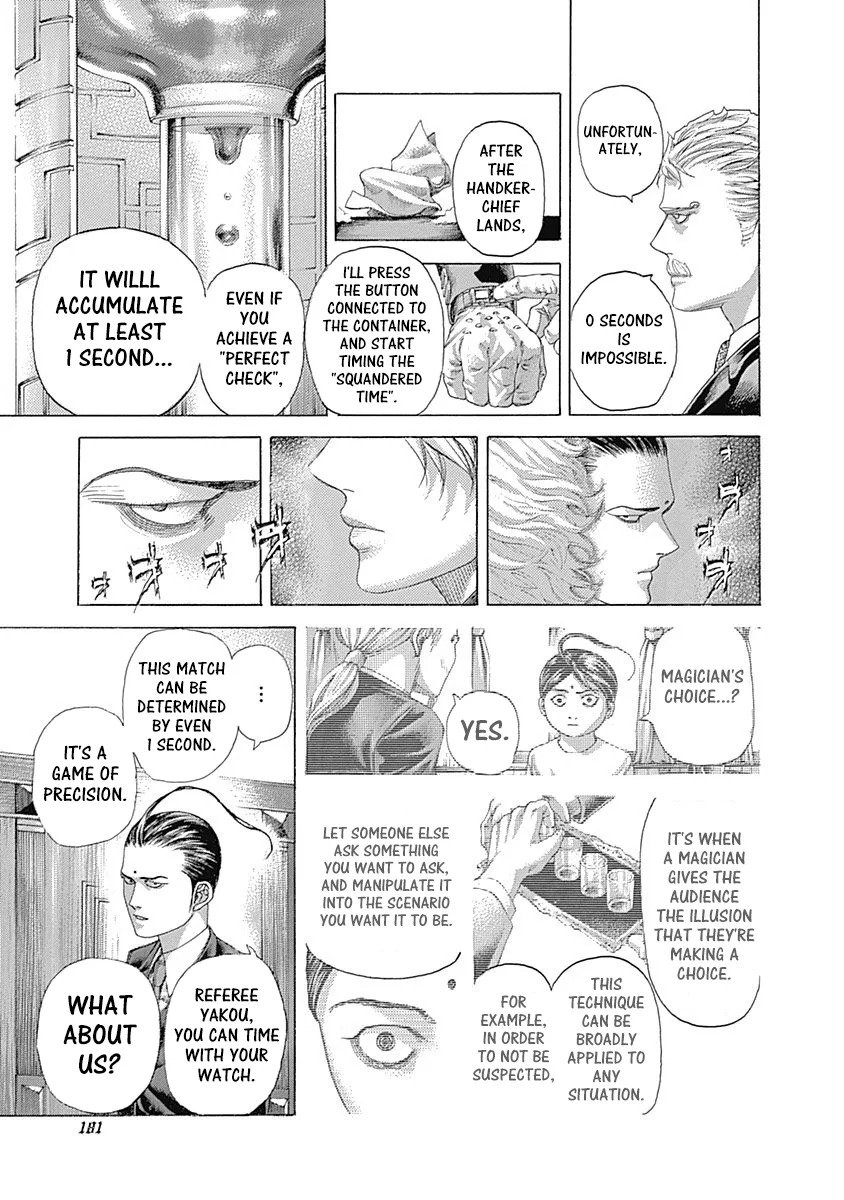 UNFORTUN-
ATELY,
0 SECONDS
IS
IMPOSSIBLE.
AFTER
THE
HANDKER-
CHIEF
LANDS,
I'LL PRESS
THE BUTTON
CONNECTED TO
THE CONTAINER,
AND START
TIMING THE
"SQUANDERED
TIME".
EVEN IF
YOU
ACHIEVE A
"PERFECT
CHECK",
IT WILLL
ACCUMULATE
AT LEAST
1 SECOND...
オ
オ
オ
オ
オ
オ
MAGICIAN'S
CHOICE...?
YES.
IT'S WHEN
A MAGICIAN
GIVES THE
AUDIENCE
THE ILLUSION
THAT THEY'RE
MAKING A
CHOICE.
THIS
TECHNIQUE
CAN BE
BROADLY
APPLIED TO
ANY
SITUATION.
FOR
EXAMPLE,
IN ORDER
TO NOT BE
SUSPECTED,
LET SOMEONE ELSE
ASK SOMETHING
YOU WANT TO ASK,
AND MANIPULATE IT
INTO THE SCENARIO
YOU WANT IT TO BE.
...
THIS MATCH
CAN BE
DETERMINED
BY EVEN
1 SECOND.
IT'S A
GAME OF
PRECISION.
REFEREE
YAKOU,
YOU CAN TIME
WITH YOUR
WATCH.
WHAT
ABOUT
US?
181